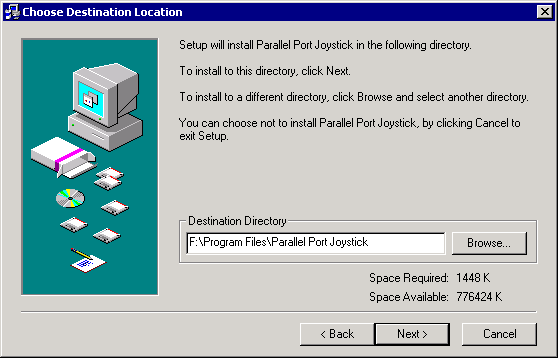 Choose Destination Location
Setup will install Parallel Port Joystick in the following directory.
To install to this directory, click Next.
To install to a different directory, click Browse and select another directory.
You can choose not to install Parallel Port Joystick, by clicking Cancel to
exit Setup.
Destination Directory
F:\Program Files\Parallel Port Joystick
Browse...
Space Required: 1448 K
Space Available: 776424 K
< Back
Next >
Cancel